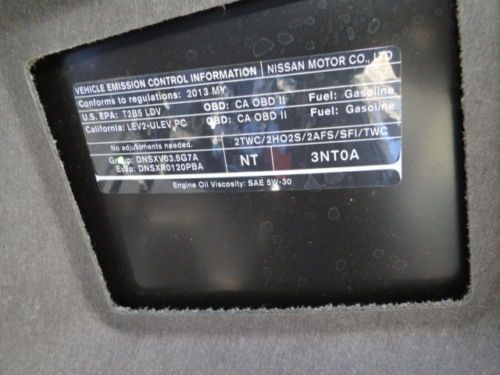 VEHICLE EMISSION CONTROL INFORMATION NISSAN MOTOR CO., LTD
Conforms to regulations: 2013 MY
U.S. EPA: T2B5 LDV OBD: CA OBD II Fuel: Gasoline
California: LEV2-ULEV PC OBD: CA OBD II Fuel: Gasoline
No adjustments needed. 2TWC/2HO2S/2AFS/SFI/TWC
Group: DNSXV03.5G7A NT 3NT0A
Evap: DNSXR0120PBA
Engine Oil Viscosity: SAE 5W-30